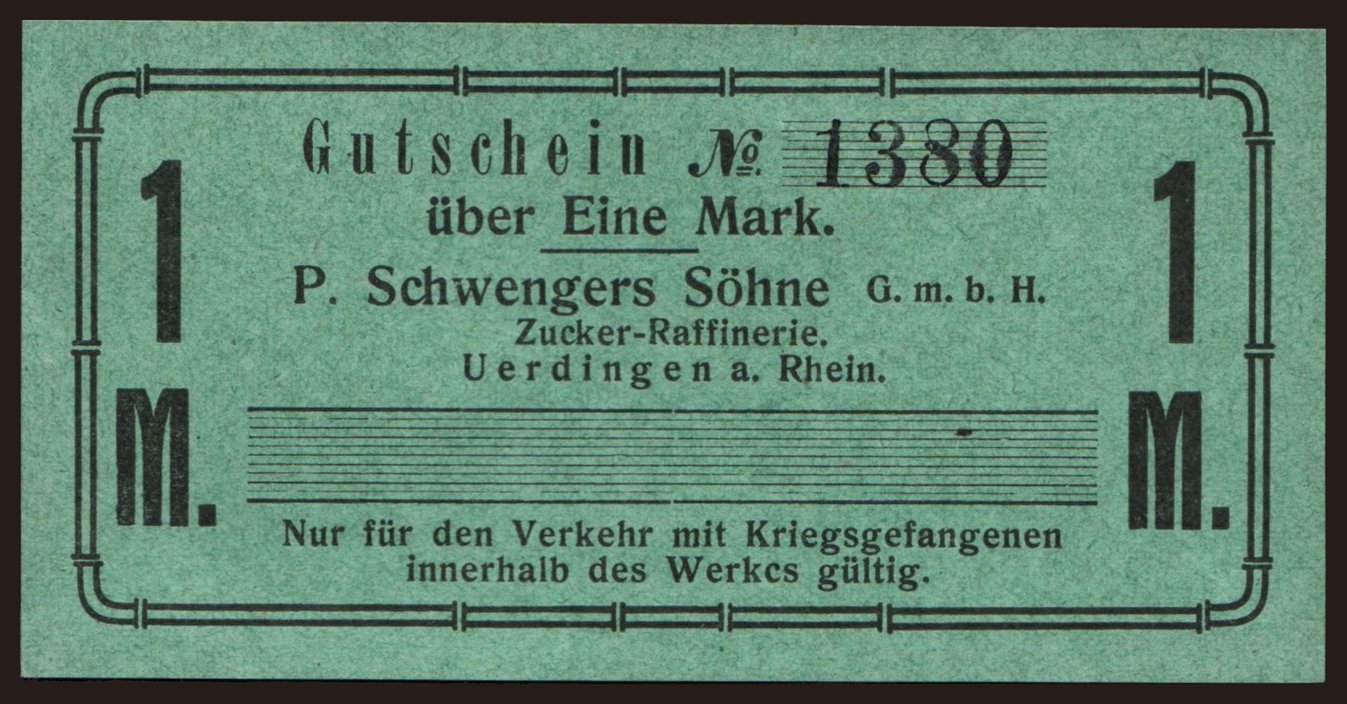 Gutschein No. 1380
über Eine Mark.
P. Schwengers Söhne G. m. b. H.
Zucker-Raffinerie.
Uerdingen a. Rhein.
1
M.
1
M.
Nur für den Verkehr mit Kriegsgefangenen
innerhalb des Werkes gültig.